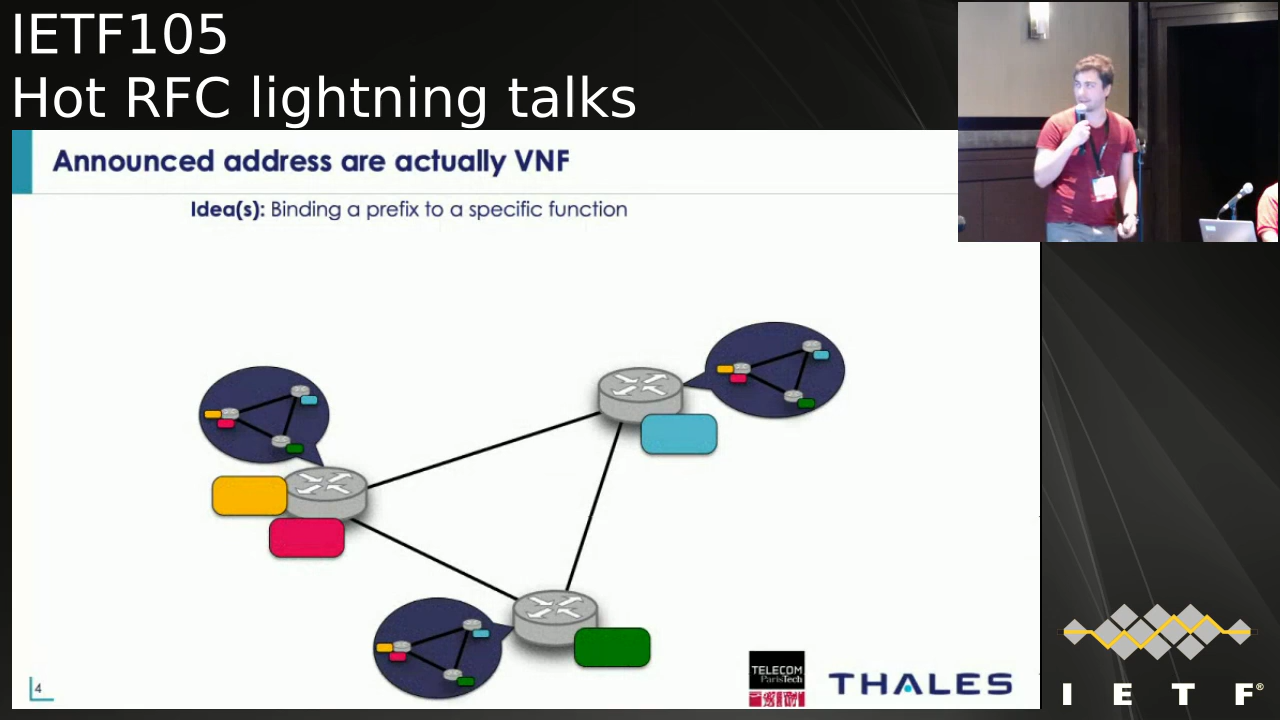 IETF105
Hot RFC lightning talks
Announced address are actually VNF
Idea(s): Binding a prefix to a specific function
4
TELECOM
ParisTech
THALES
I E T F®